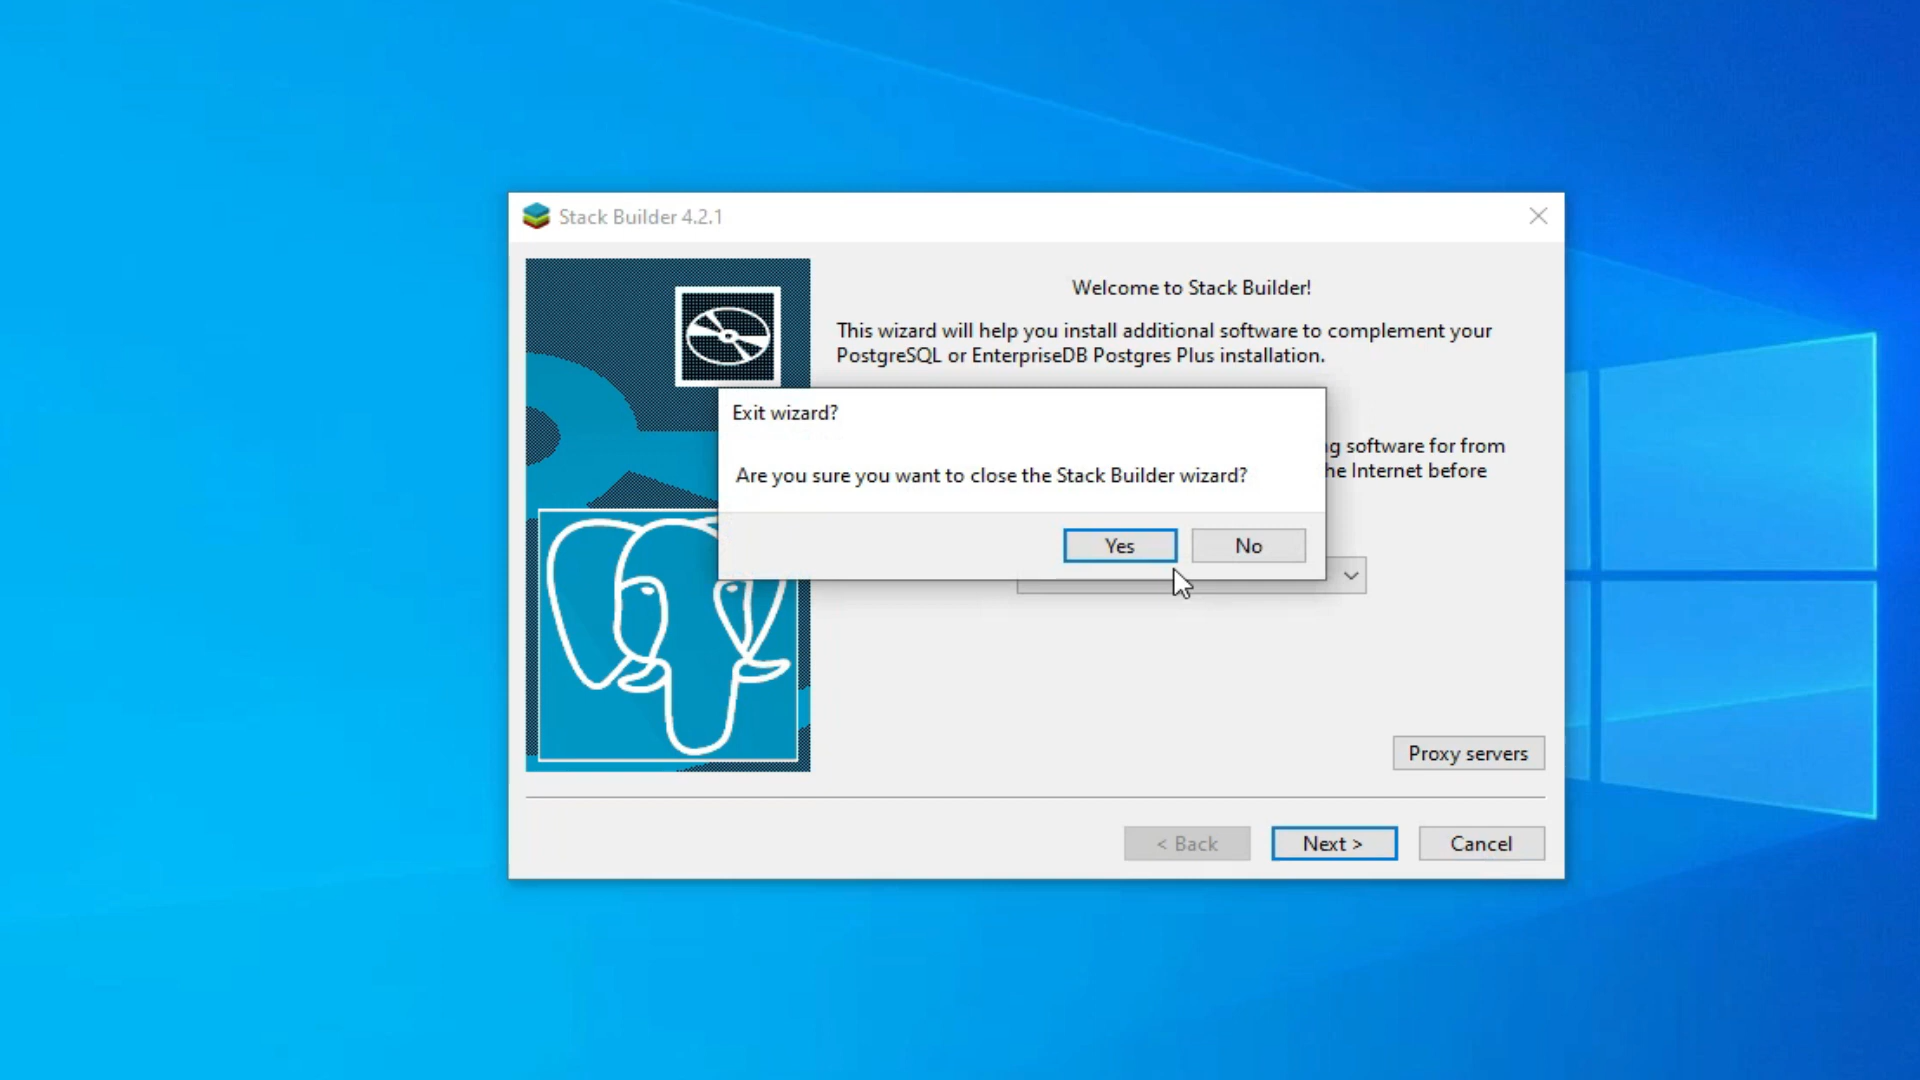 Stack Builder 4.2.1
Welcome to Stack Builder!
This wizard will help you install additional software to complement your
PostgreSQL or EnterpriseDB Postgres Plus installation.
Exit wizard?
Are you sure you want to close the Stack Builder wizard?
Yes
No
software for from
the Internet before
Proxy servers
< Back
Next >
Cancel